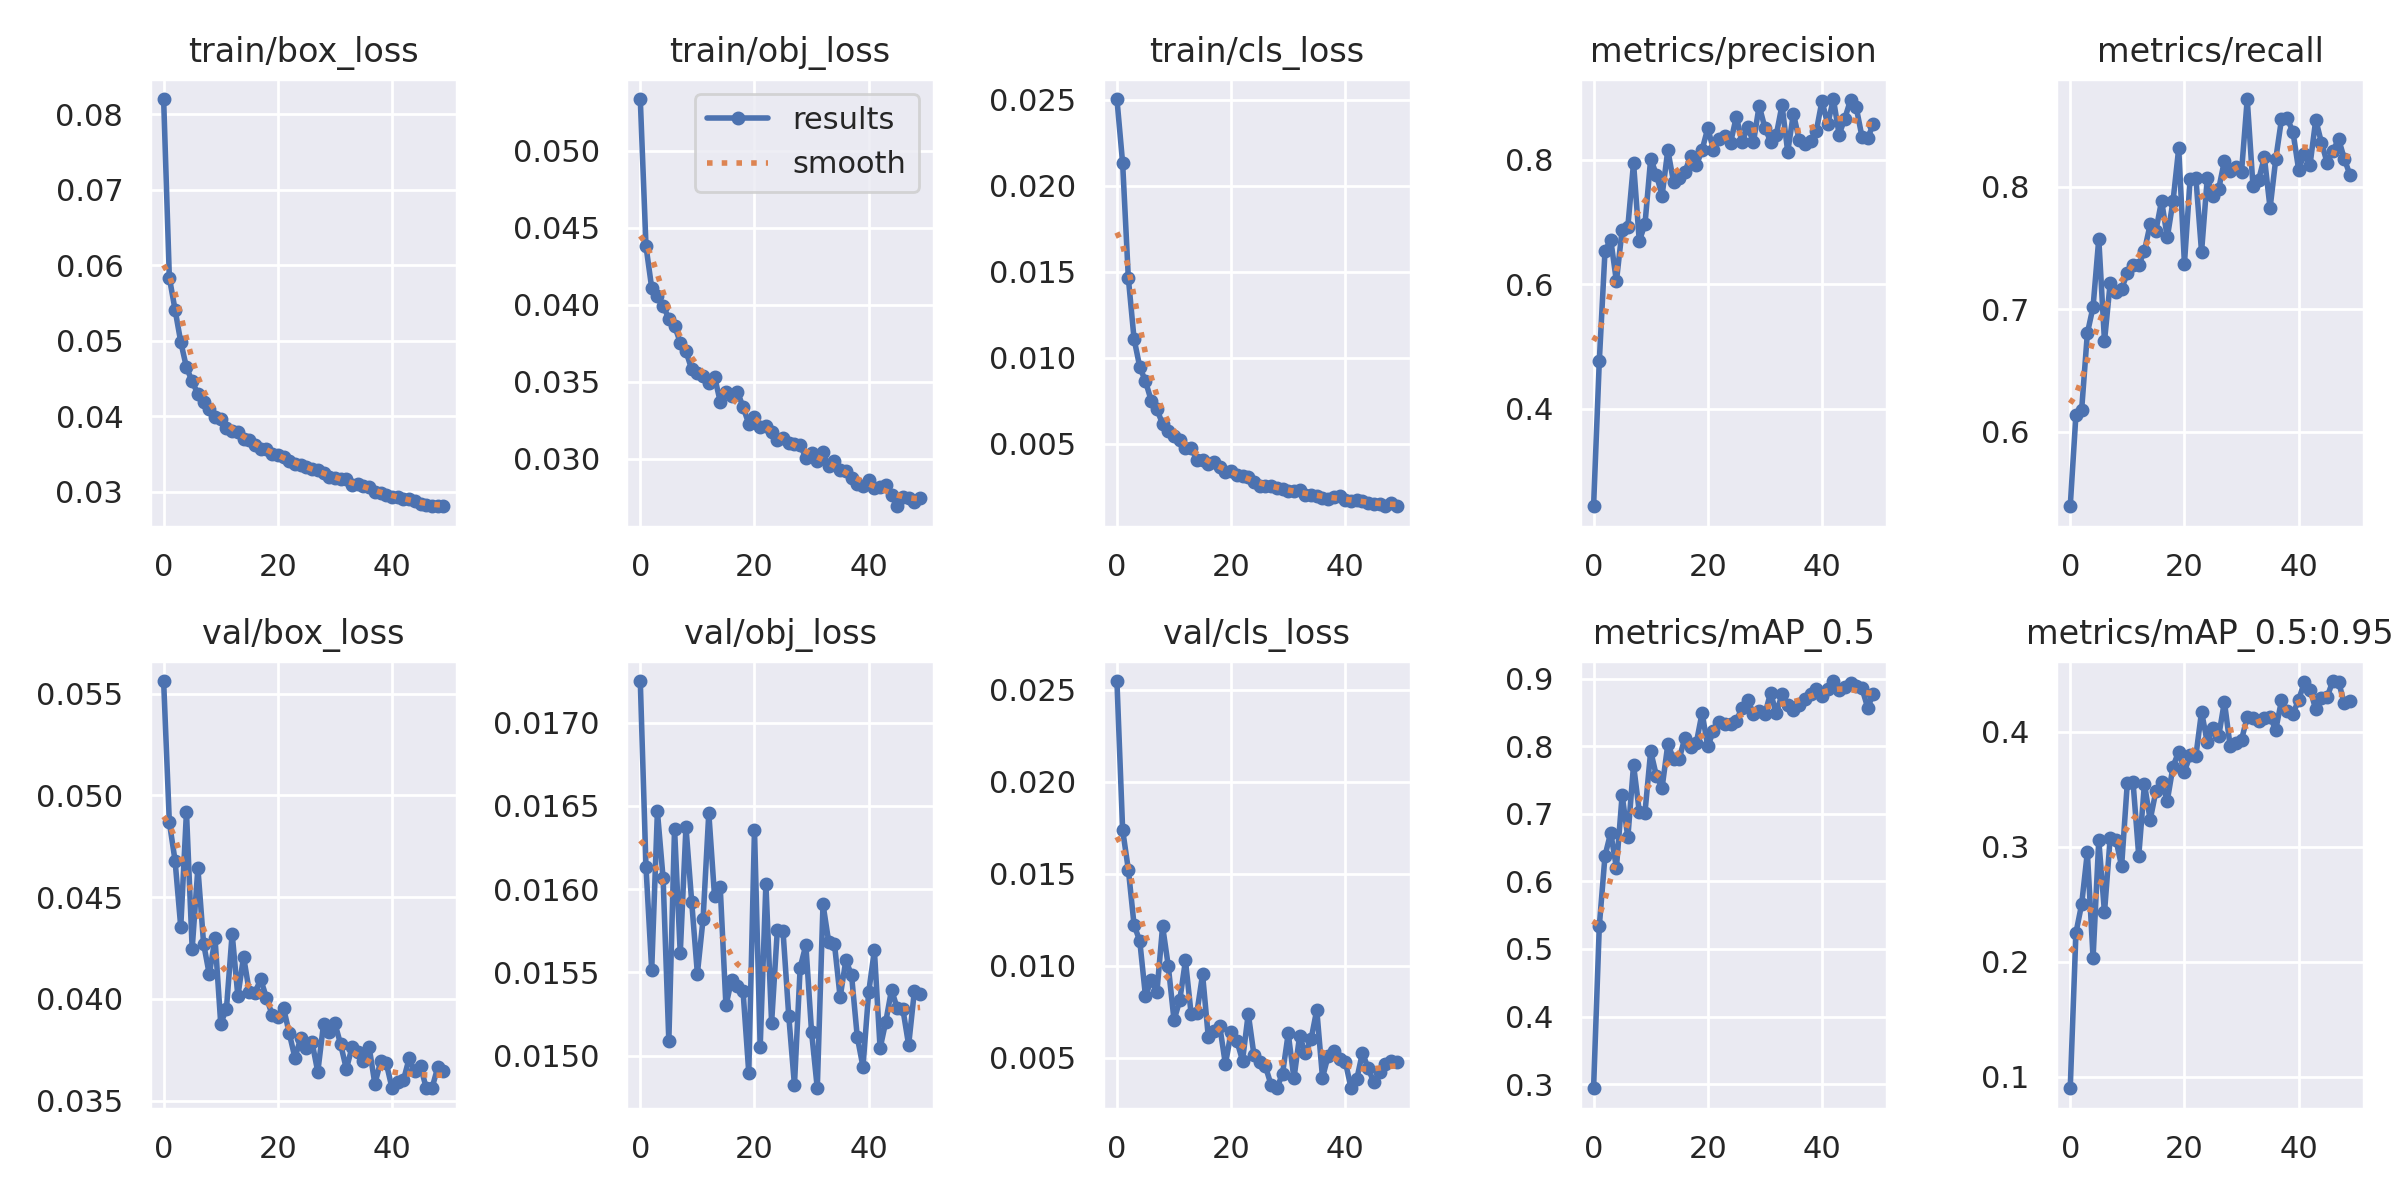 train/box_loss
0.08
0.07
0.06
0.05
0.04
0.03
0 20 40
train/obj_loss
results
smooth
0.050
0.045
0.040
0.035
0.030
0 20 40
train/cls_loss
0.025
0.020
0.015
0.010
0.005
0 20 40
metrics/precision
0.8
0.6
0.4
0 20 40
metrics/recall
0.8
0.7
0.6
0 20 40
val/box_loss
0.055
0.050
0.045
0.040
0.035
0 20 40
val/obj_loss
0.0170
0.0165
0.0160
0.0155
0.0150
0 20 40
val/cls_loss
0.025
0.020
0.015
0.010
0.005
0 20 40
metrics/mAP_0.5
0.9
0.8
0.7
0.6
0.5
0.4
0.3
0 20 40
metrics/mAP_0.5:0.95
0.4
0.3
0.2
0.1
0 20 40